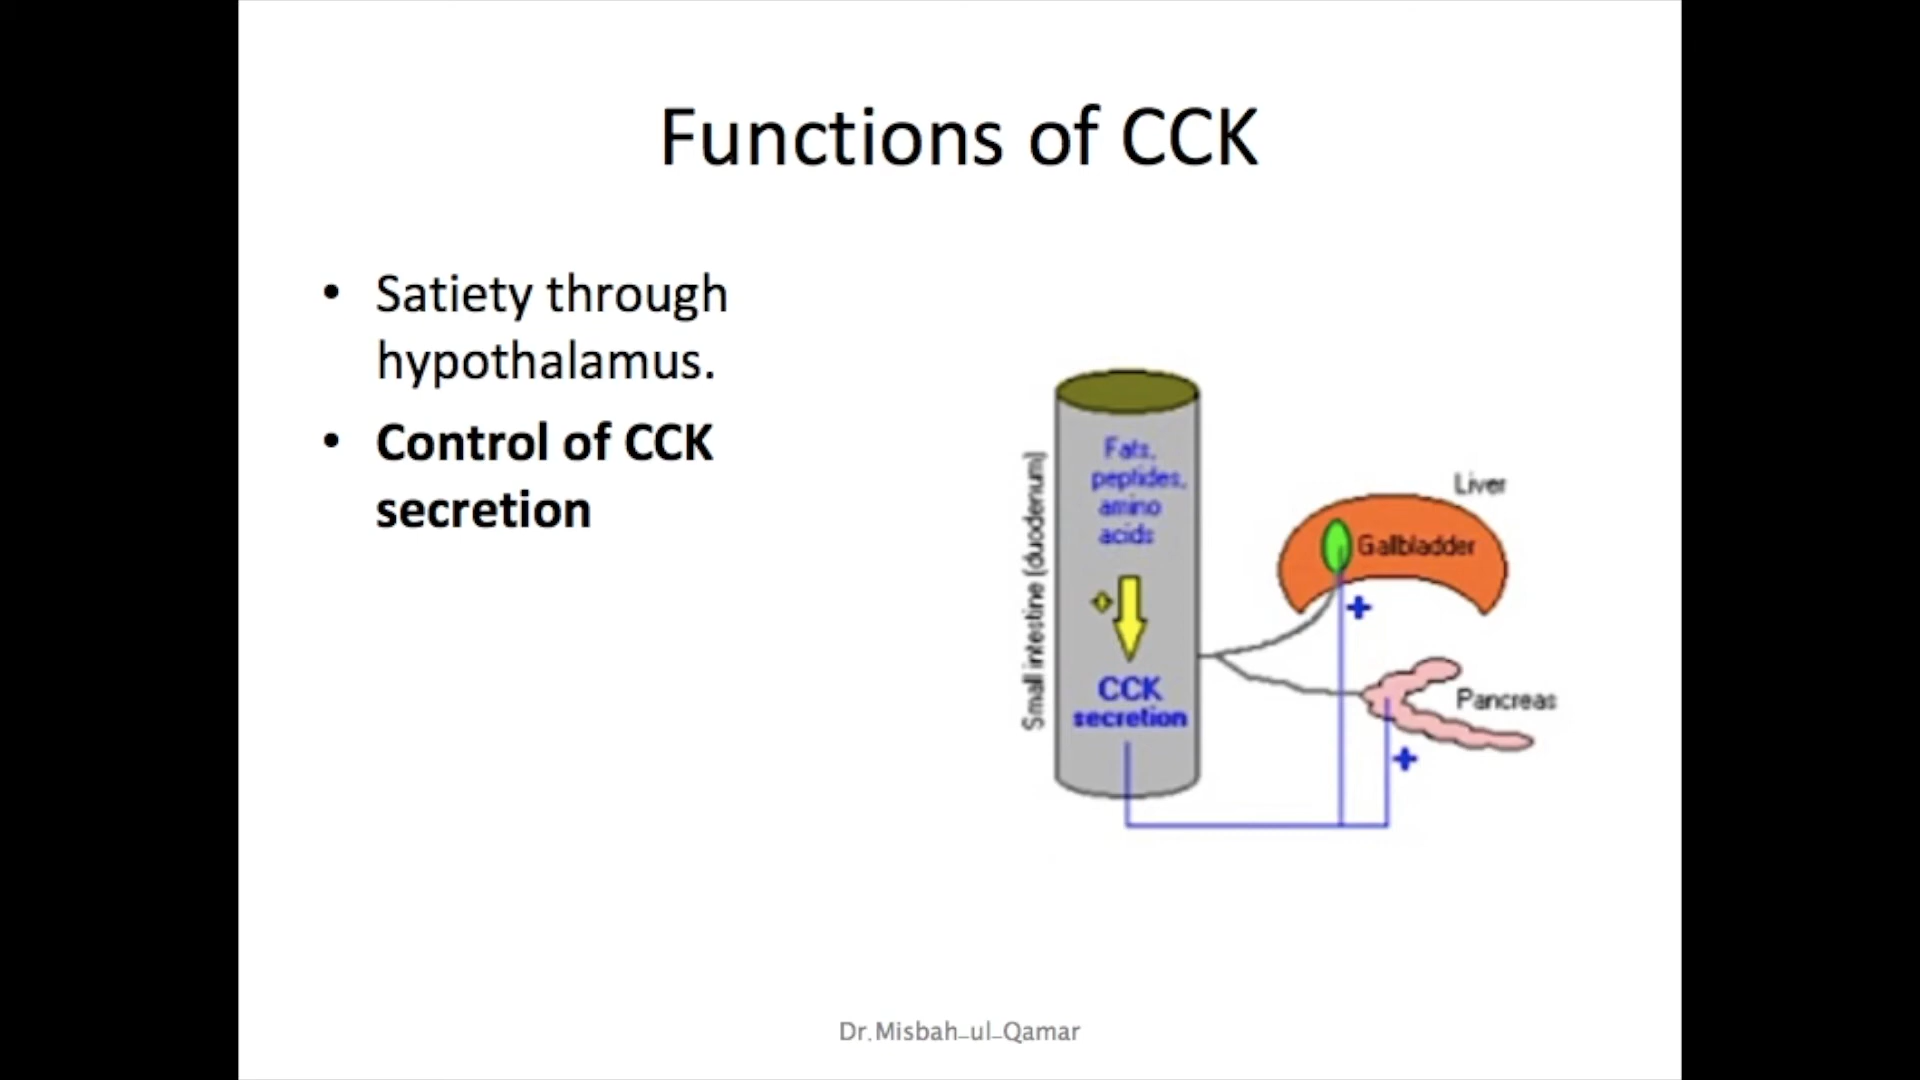 Functions of CCK
• Satiety through
hypothalamus.
• Control of CCK
secretion
Small intestine (duodenum)
Fats,
peptides,
amino
acids
+
CCK
secretion
Liver
Gallbladder
+
Pancreas
+
Dr.Misbah_ul_Qamar